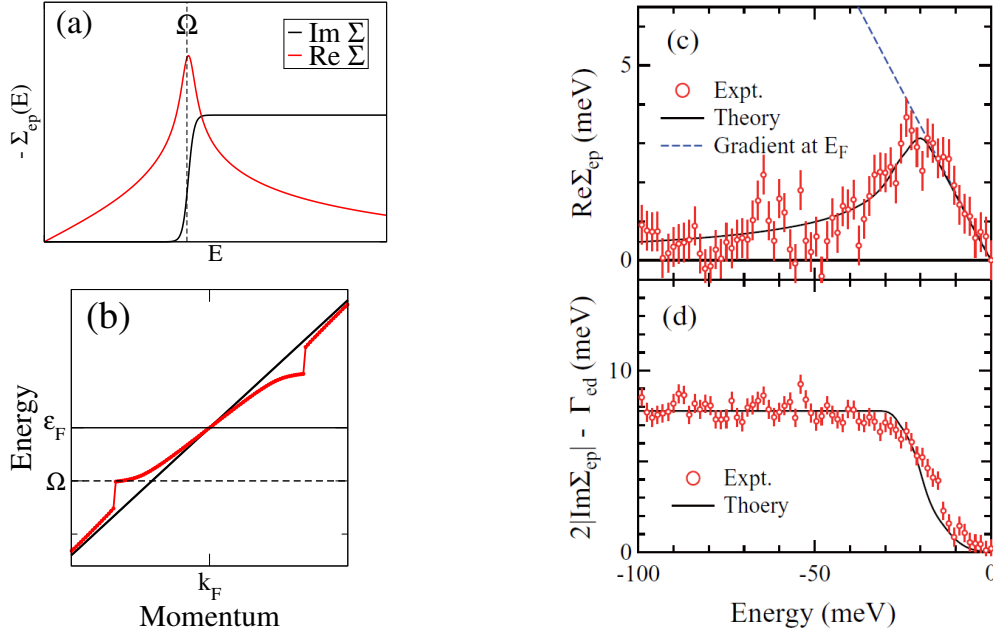 (a)
Ω
Im Σ
Re Σ
- Σep(E)
E
(b)
Energy
εF
Ω
kF
Momentum
(c)
Expt.
Theory
Gradient at EF
ReΣep (meV)
5
0
(d)
2|ImΣep| - Γed (meV)
10
0
Expt.
Thoery
-100
-50
0
Energy (meV)